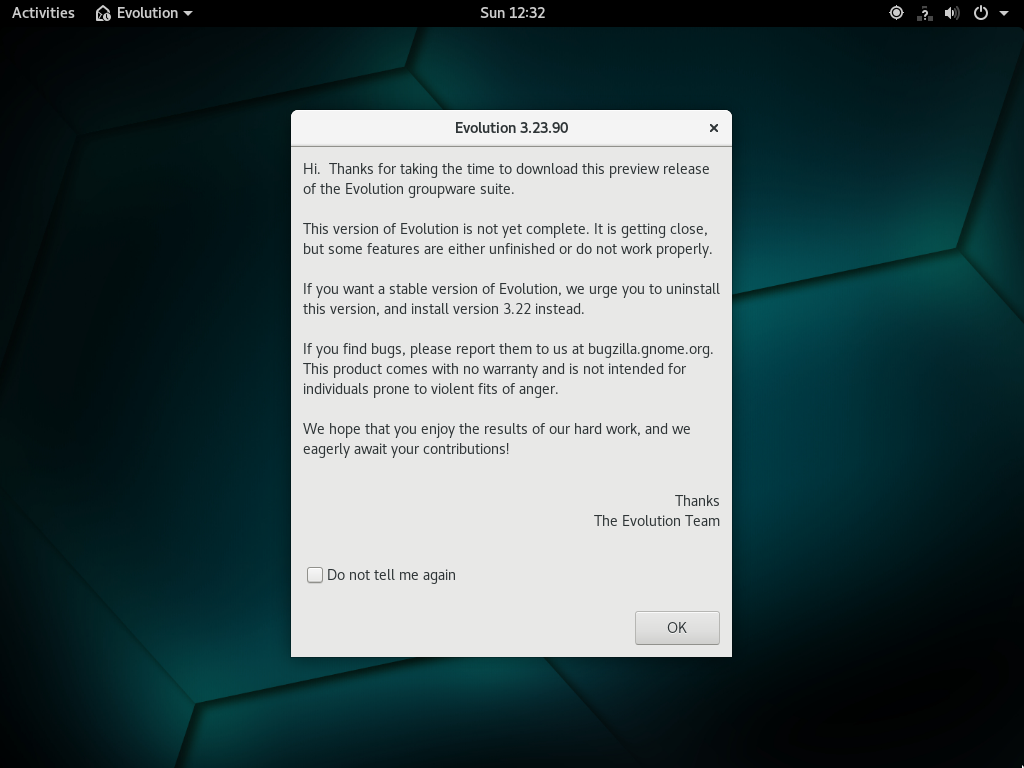 Activities Evolution Sun 12:32
Evolution 3.23.90
Hi.  Thanks for taking the time to download this preview release
of the Evolution groupware suite.
This version of Evolution is not yet complete. It is getting close,
but some features are either unfinished or do not work properly.
If you want a stable version of Evolution, we urge you to uninstall
this version, and install version 3.22 instead.
If you find bugs, please report them to us at bugzilla.gnome.org.
This product comes with no warranty and is not intended for
individuals prone to violent fits of anger.
We hope that you enjoy the results of our hard work, and we
eagerly await your contributions!
Thanks
The Evolution Team
Do not tell me again
OK